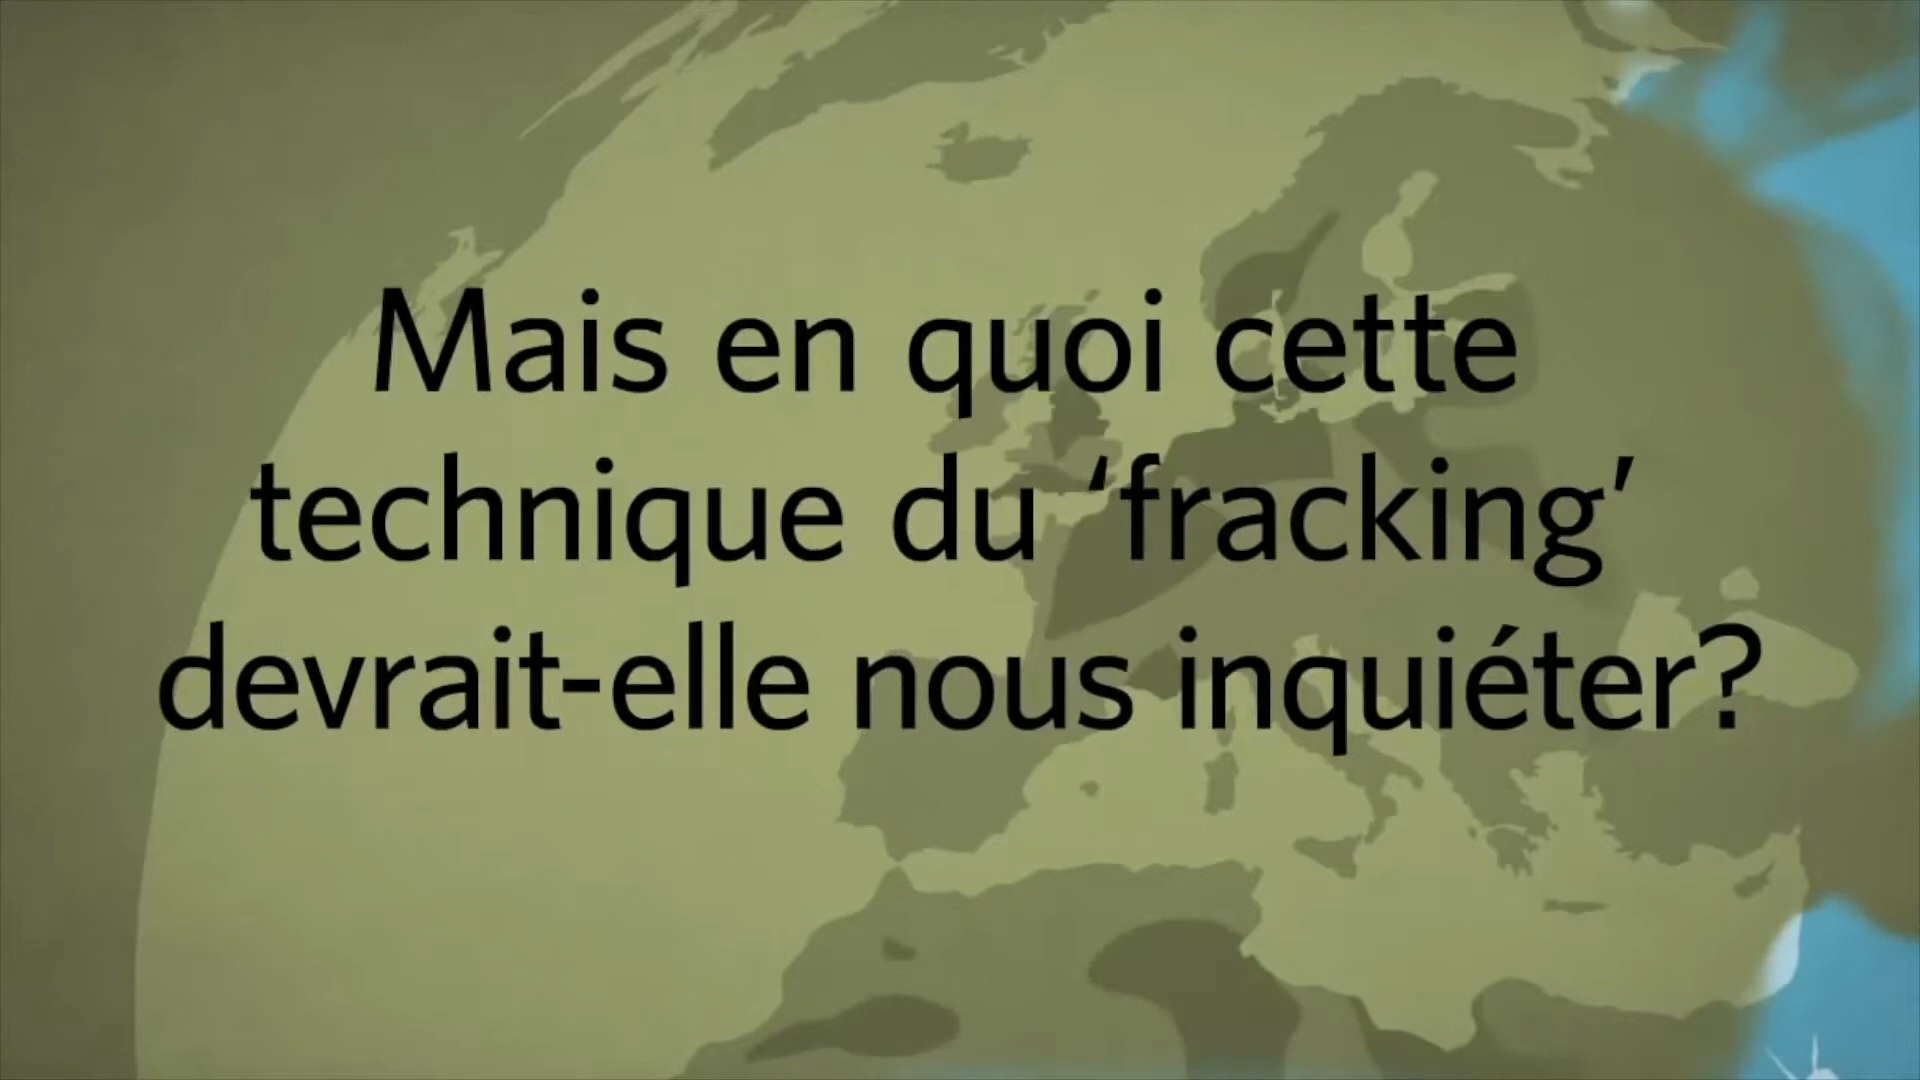 Mais en quoi cette
technique du ‘fracking’
devrait-elle nous inquiéter?